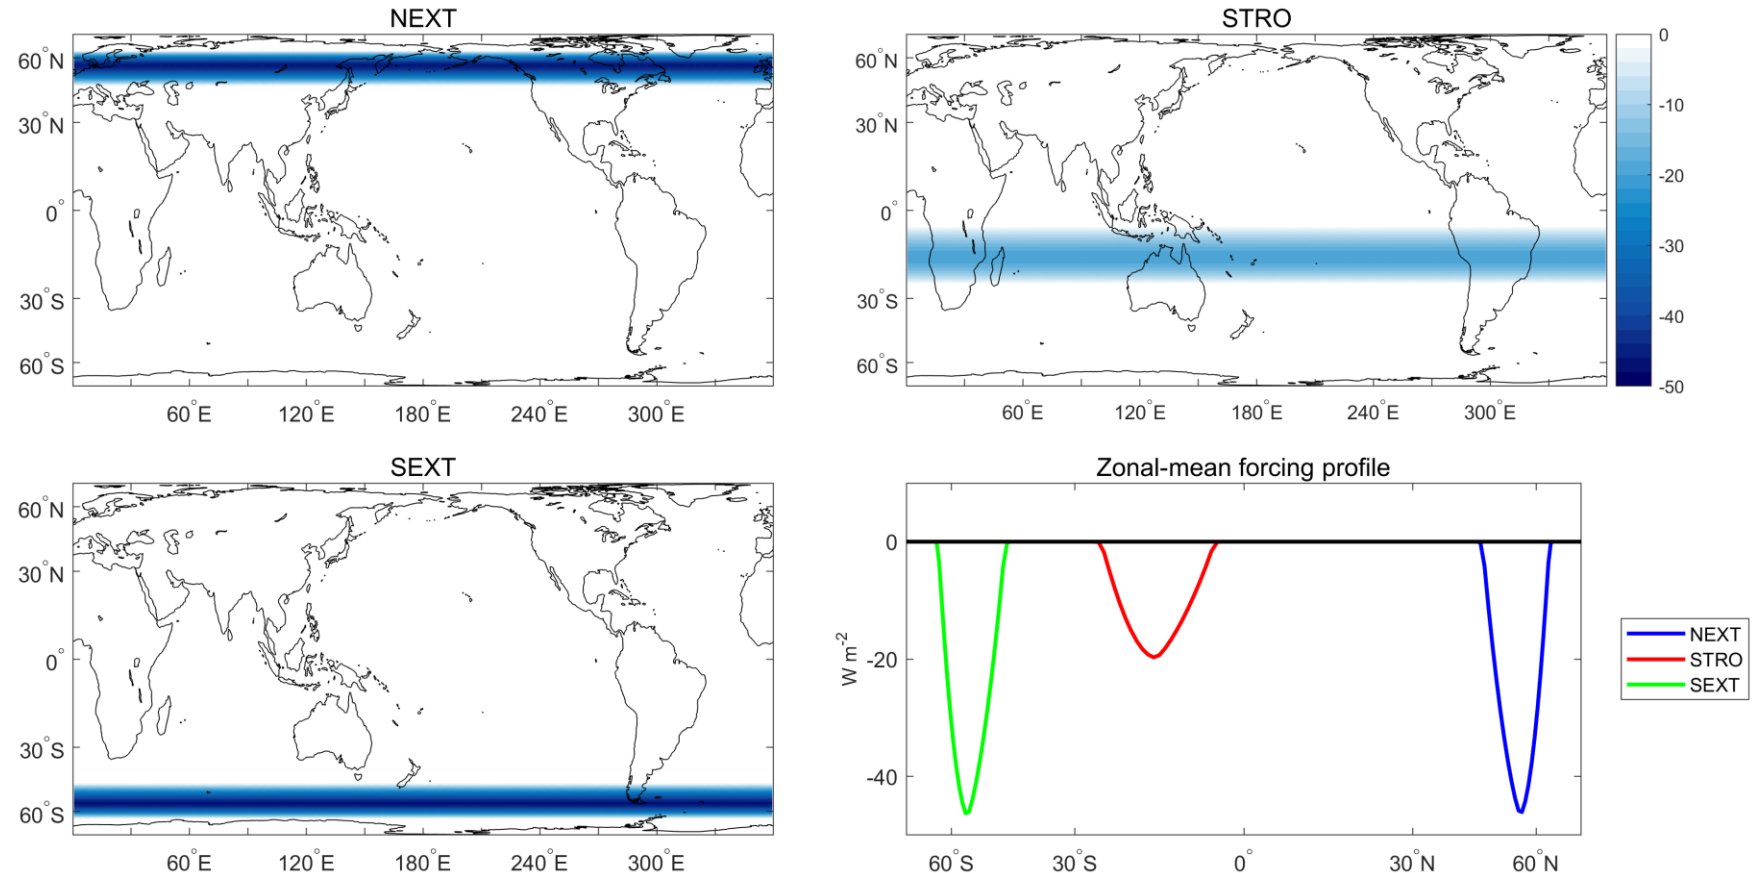 NEXT
60°N
30°N
0°
30°S
60°S
60°E 120°E 180°E 240°E 300°E
STRO
60°N
30°N
0°
30°S
60°S
60°E 120°E 180°E 240°E 300°E
0
-10
-20
-30
-40
-50
SEXT
60°N
30°N
0°
30°S
60°S
60°E 120°E 180°E 240°E 300°E
Zonal-mean forcing profile
W m-2
0
-20
-40
60°S 30°S 0° 30°N 60°N
NEXT
STRO
SEXT